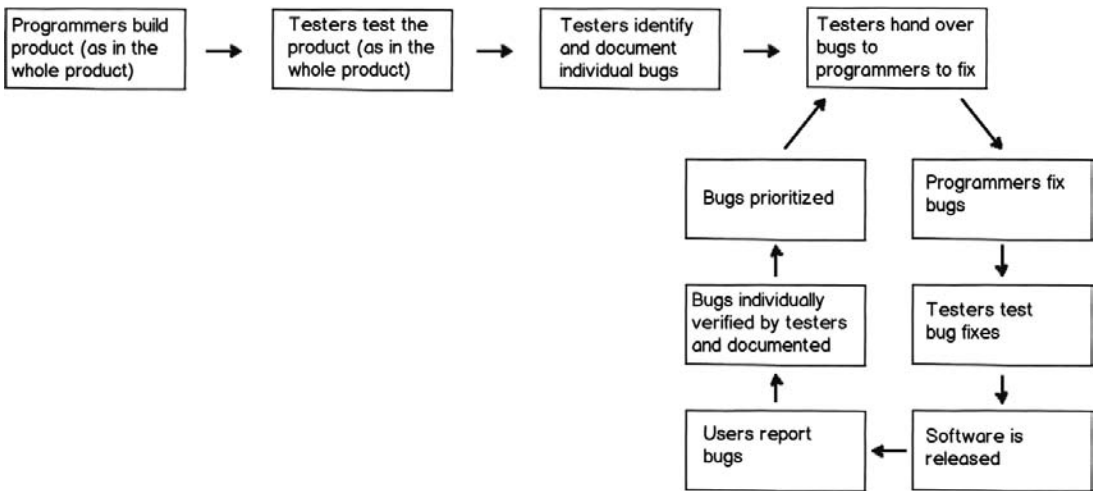 Programmers build
product (as in the
whole product)
Testers test the
product (as in the
whole product)
Testers identify
and document
individual bugs
Testers hand over
bugs to
programmers to fix
Programmers fix
bugs
Testers test
bug fixes
Software is
released
Users report
bugs
Bugs individually
verified by testers
and documented
Bugs prioritized